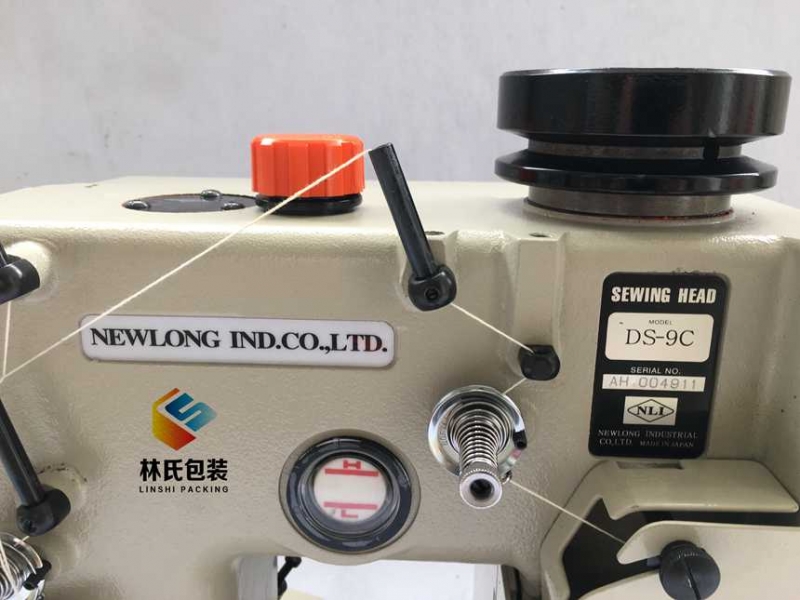 SEWING HEAD
MODEL
DS-9C
SERIAL NO.
AH 004911
NLI
NEWLONG INDUSTRIAL
CO.,LTD. MADE IN JAPAN
NEWLONG IND.CO.,LTD.
林氏包装
LINSHI PACKING
H